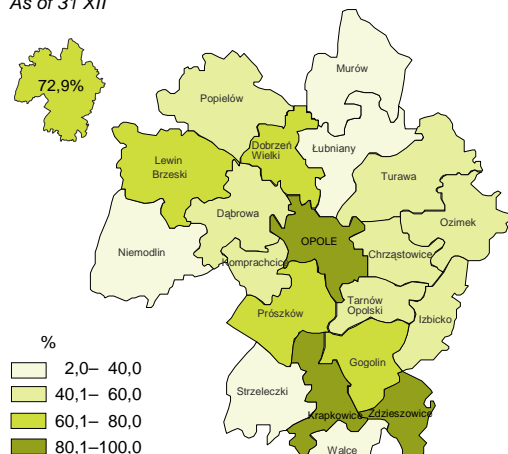 As of 31 XII
72,9%
Murów
Popielów
Dobrzeń
Wielki
Łubniany
Lewin
Brzeski
Turawa
Dąbrowa
Ozimek
OPOLE
Niemodlin
Chrząstowice
Komprachcice
Tarnów
Opolski
Prószków
Izbicko
%
Gogolin
2,0– 40,0
40,1– 60,0
60,1– 80,0
80,1–100,0
Strzeleczki
Krapkowice
Zdzieszowice
Walce